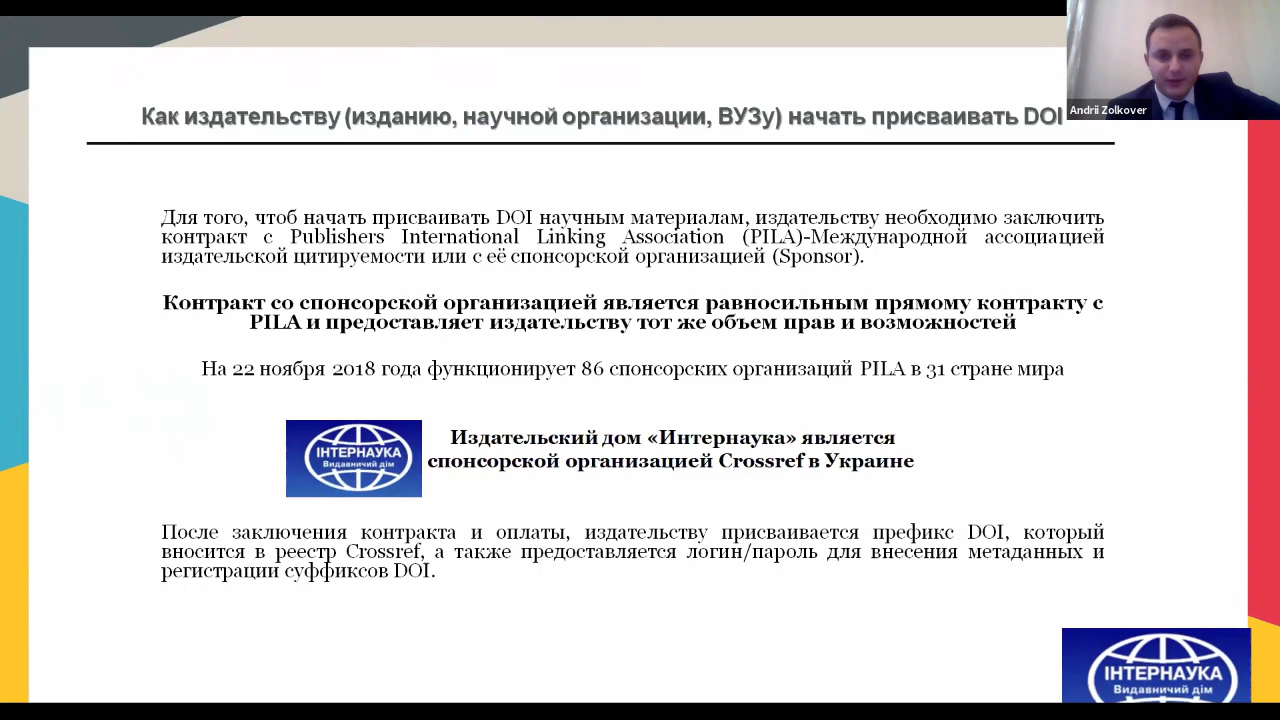 Как издательству (изданию, научной организации, ВУЗу) начать присваивать DOI
Andrii Zolkover
Для того, чтоб начать присваивать DOI научным материалам, издательству необходимо заключить
контракт с Publishers International Linking Association (PILA)-Международной ассоциацией
издательской цитируемости или с её спонсорской организацией (Sponsor).
Контракт со спонсорской организацией является равносильным прямому контракту с
PILA и предоставляет издательству тот же объем прав и возможностей
На 22 ноября 2018 года функционирует 86 спонсорских организаций PILA в 31 стране мира
ІНТЕРНАУКА
Видавничий дім
Издательский дом «Интернаука» является
спонсорской организацией Crossref в Украине
После заключения контракта и оплаты, издательству присваивается префикс DOI, который
вносится в реестр Crossref, а также предоставляется логин/пароль для внесения метаданных и
регистрации суффиксов DOI.
ІНТЕРНАУКА
Видавничий дім